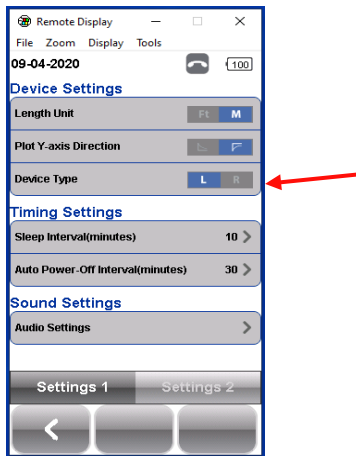 Remote Display
File Zoom Display Tools
09-04-2020 100
Device Settings
Length Unit Ft M
Plot Y-axis Direction
Device Type L R
Timing Settings
Sleep Interval(minutes) 10
Auto Power-Off Interval(minutes) 30
Sound Settings
Audio Settings
Settings 1 Settings 2